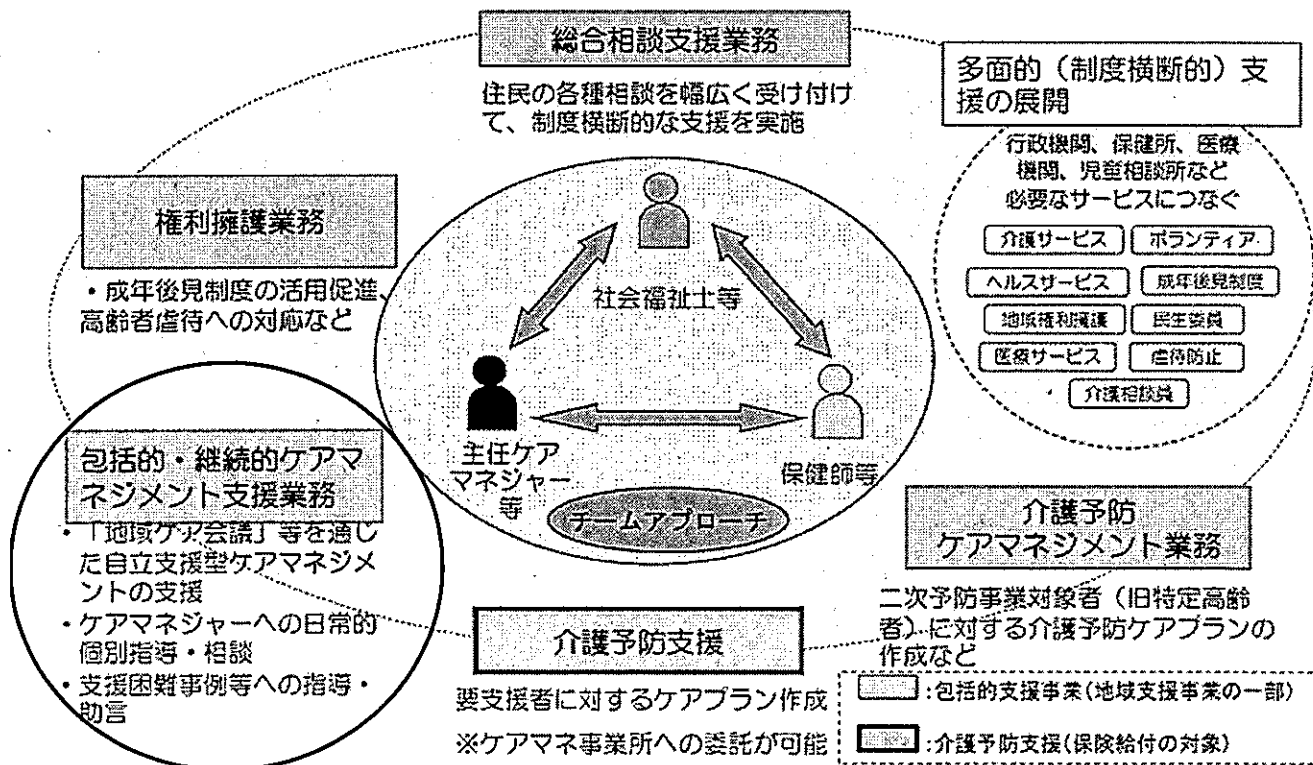 総合相談支援業務
住民の各種相談を幅広く受け付け
て、制度横断的な支援を実施
多面的（制度横断的）支
援の展開
行政機関、保健所、医療
機関、児童相談所など
必要なサービスにつなぐ
介護サービス
ボランティア
ヘルスサービス
成年後見制度
地域権利擁護
民生委員
医療サービス
虐待防止
介護相談員
権利擁護業務
・成年後見制度の活用促進、
高齢者虐待への対応など
社会福祉士等
主任ケア
マネジャー
等
保健師等
チームアプローチ
包括的・継続的ケアマ
ネジメント支援業務
・「地域ケア会議」等を通じ
た自立支援型ケアマネジメ
ントの支援
・ケアマネジャーへの日常的
個別指導・相談
・支援困難事例等への指導・
助言
介護予防
ケアマネジメント業務
二次予防事業対象者（旧特定高齢
者）に対する介護予防ケアプランの
作成など
介護予防支援
要支援者に対するケアプラン作成
※ケアマネ事業所への委託が可能
:包括的支援事業(地域支援事業の一部)
:介護予防支援(保険給付の対象)